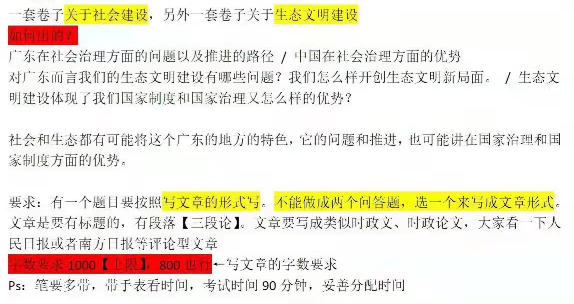 一套卷子关于社会建设，另外一套卷子关于生态文明建设
如何出的？
广东在社会治理方面的问题以及推进的路径 / 中国在社会治理方面的优势
对广东而言我们的生态文明建设有哪些问题？我们怎么样开创生态文明新局面。 / 生态文
明建设体现了我们国家制度和国家治理又怎么样的优势？
社会和生态都有可能将这个广东的地方的特色，它的问题和推进，也可能讲在国家治理和国
家制度方面的优势。
要求：有一个题目要按照写文章的形式写。不能做成两个问答题，选一个来写成文章形式。
文章是要有标题的，有段落【三段论】。文章要写成类似时政文、时政论文，大家看一下人
民日报或者南方日报等评论型文章
字数要求 1000【上限】，800 也行←写文章的字数要求
Ps：笔要多带，带手表看时间，考试时间 90 分钟，妥善分配时间